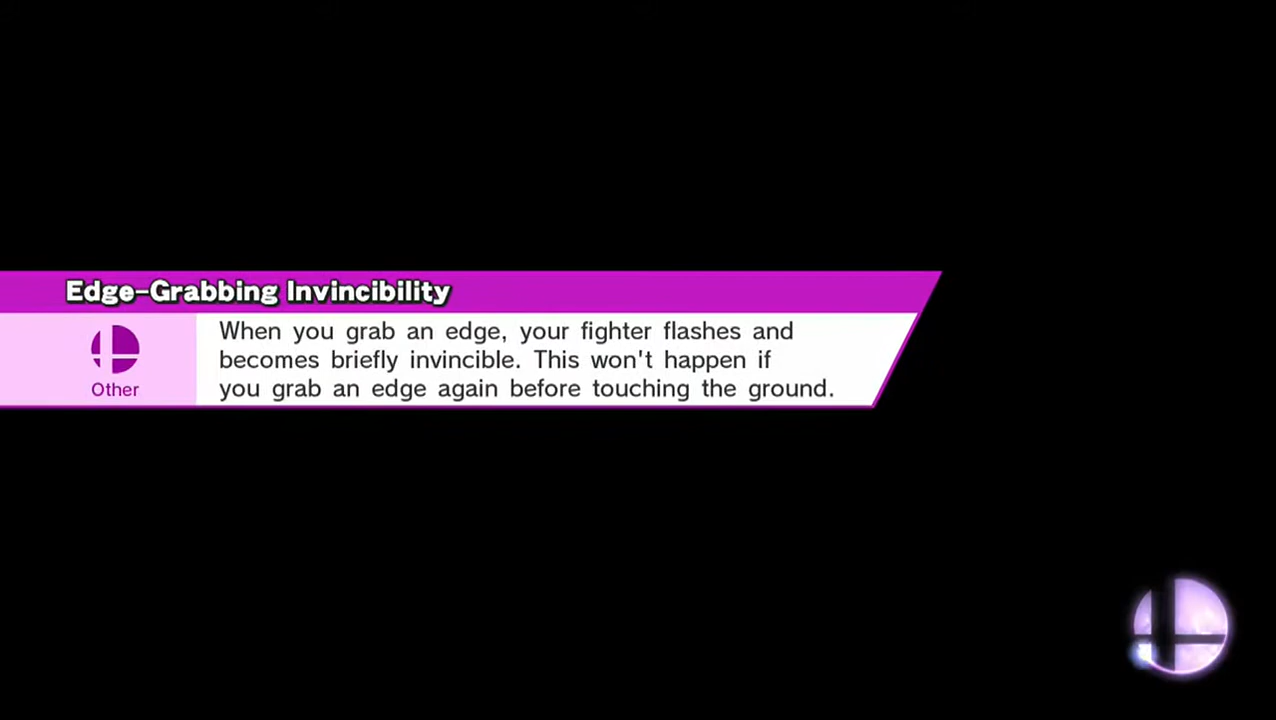 Edge-Grabbing Invincibility
When you grab an edge, your fighter flashes and
becomes briefly invincible. This won't happen if
you grab an edge again before touching the ground.
Other